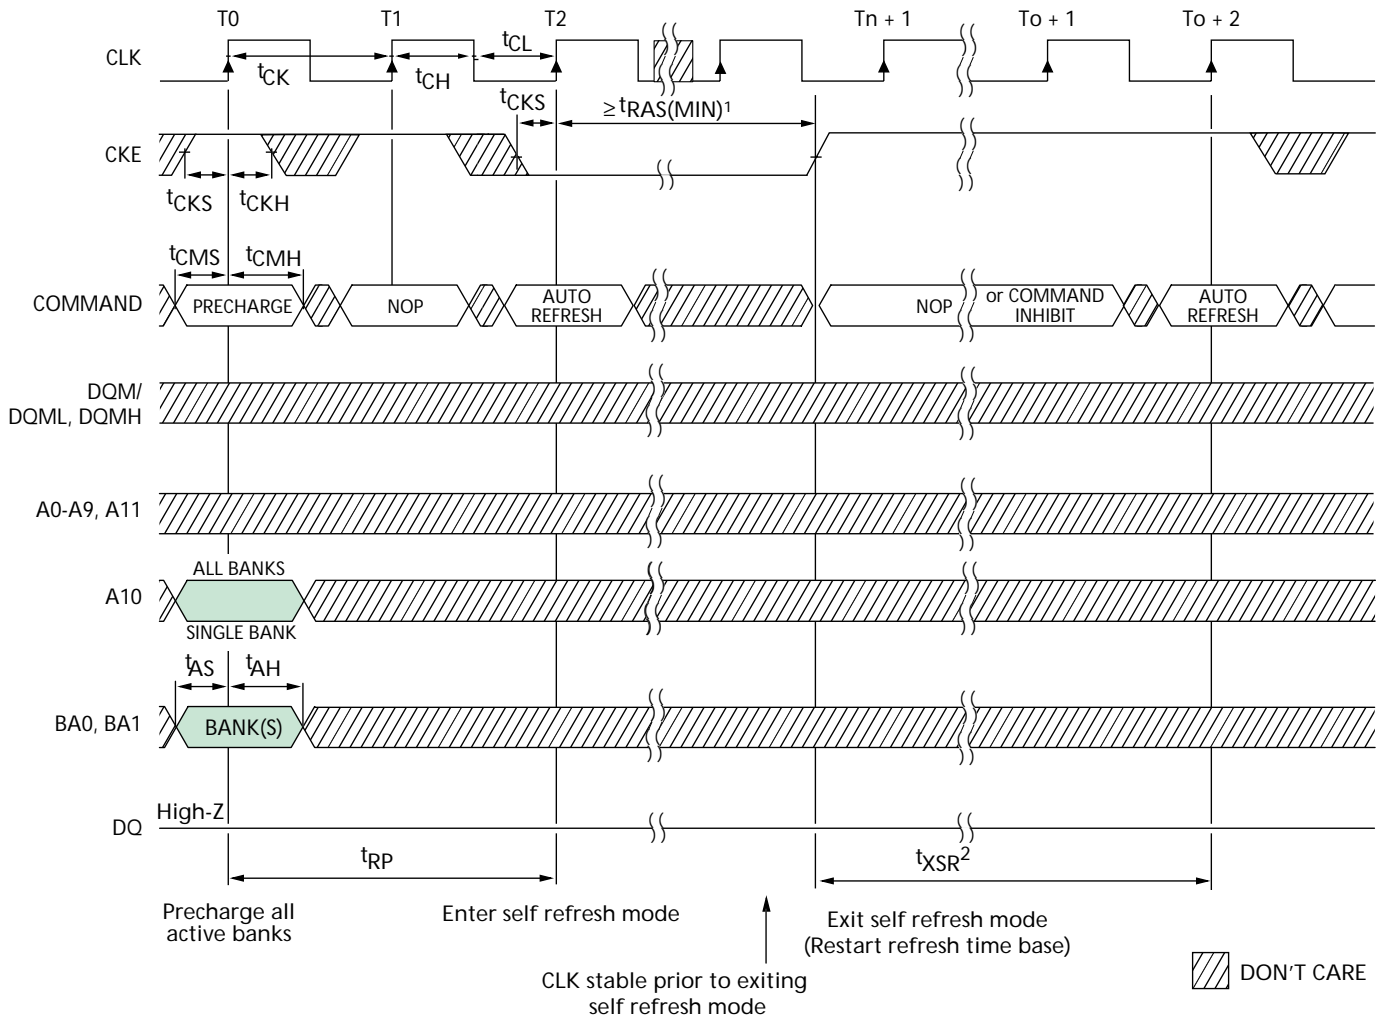 T0 T1 T2 Tn + 1 To + 1 To + 2
CLK
tCK tCH tCL
tCKS ≥tRAS(MIN)1
CKE
tCKS tCKH
tCMS tCMH
COMMAND PRECHARGE NOP AUTO REFRESH NOP or COMMAND INHIBIT AUTO REFRESH
DQM/
DQML, DQMH
A0-A9, A11
ALL BANKS
A10
SINGLE BANK
tAS tAH
BA0, BA1 BANK(S)
High-Z
DQ
tRP tXSR2
Precharge all
active banks
Enter self refresh mode
CLK stable prior to exiting
self refresh mode
Exit self refresh mode
(Restart refresh time base)
DON'T CARE